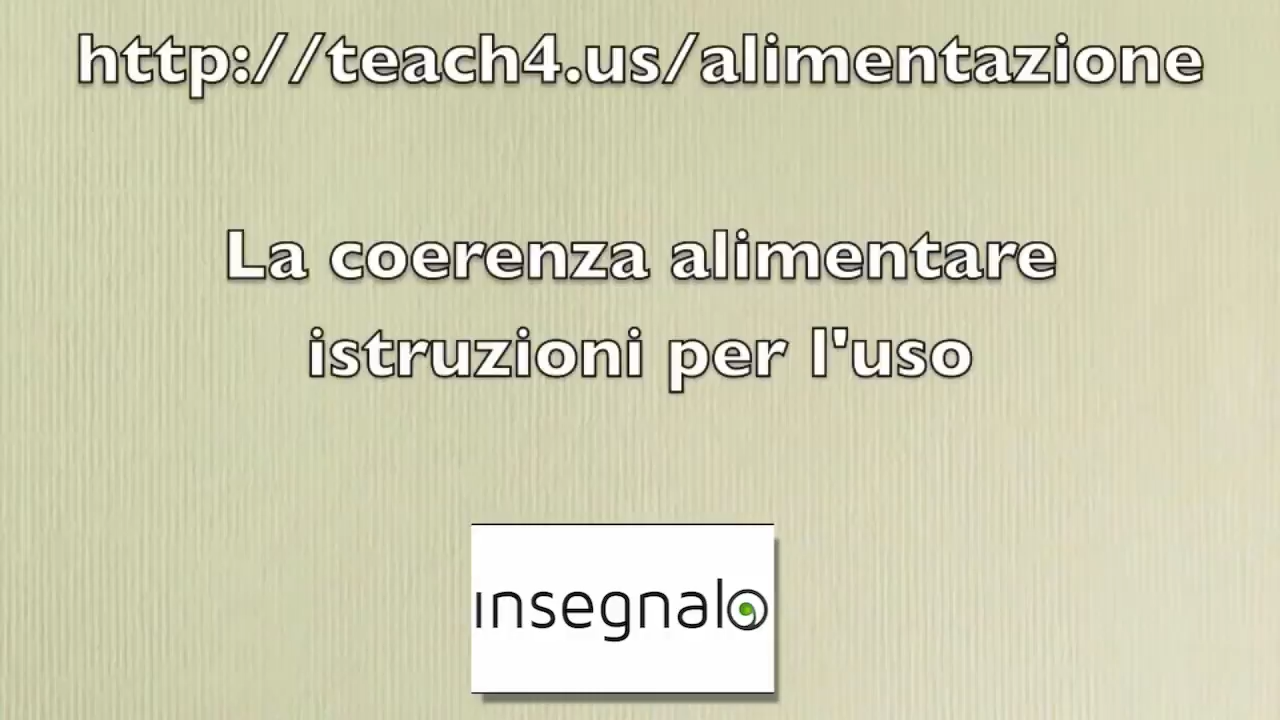 http://teach4.us/alimentazione
La coerenza alimentare
istruzioni per l'uso
insegnalo